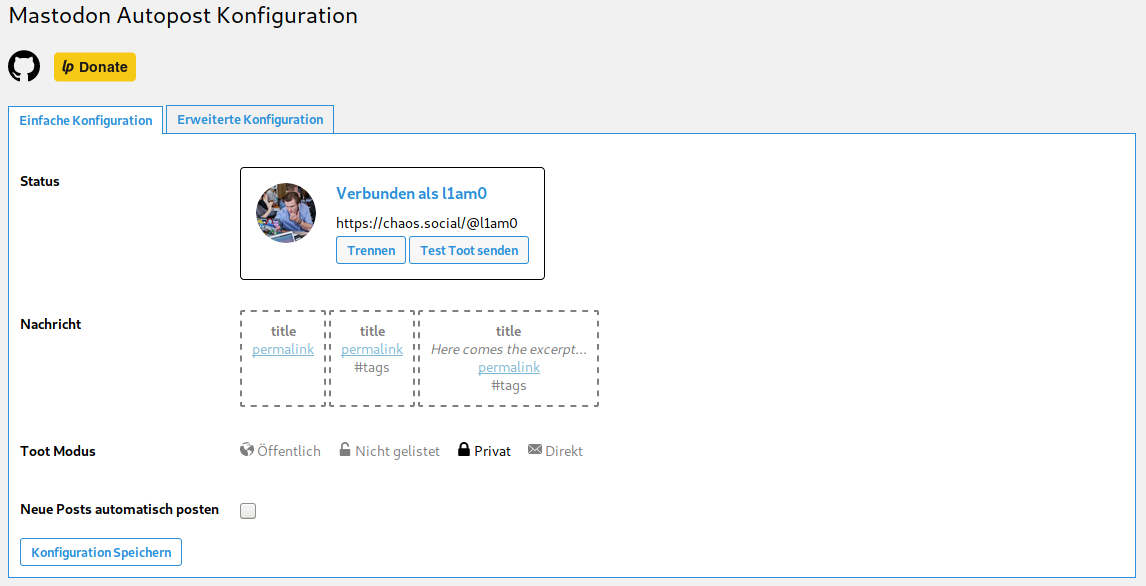 Mastodon Autopost Konfiguration
lp Donate
Einfache Konfiguration
Erweiterte Konfiguration
Status
Verbunden als l1am0
https://chaos.social/@l1am0
Trennen
Test Toot senden
Nachricht
title
permalink
title
permalink
#tags
title
Here comes the excerpt...
permalink
#tags
Toot Modus
Öffentlich
Nicht gelistet
Privat
Direkt
Neue Posts automatisch posten
Konfiguration Speichern